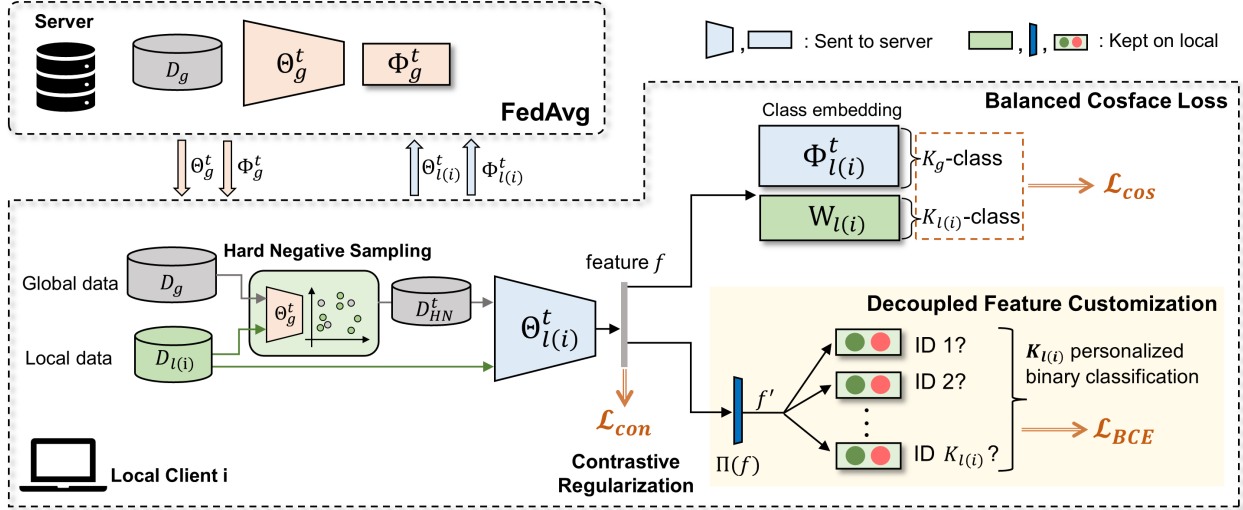 Server
D_g
Θ_g^t
Φ_g^t
FedAvg
, : Sent to server
, , : Kept on local
Θ_g^t Φ_g^t
Θ_{l(i)}^t Φ_{l(i)}^t
Balanced Cosface Loss
Class embedding
Φ_{l(i)}^t
K_g-class
W_{l(i)}
K_{l(i)}-class
ℒ_cos
Hard Negative Sampling
Global data
D_g
Θ_g^t
D_{HN}^t
Local data
D_{l(i)}
Θ_{l(i)}^t
feature f
ℒ_con
Contrastive
Regularization
Decoupled Feature Customization
Π(f)
f′
ID 1?
ID 2?
⋮
ID K_{l(i)}?
K_{l(i)} personalized
binary classification
ℒ_BCE
Local Client i